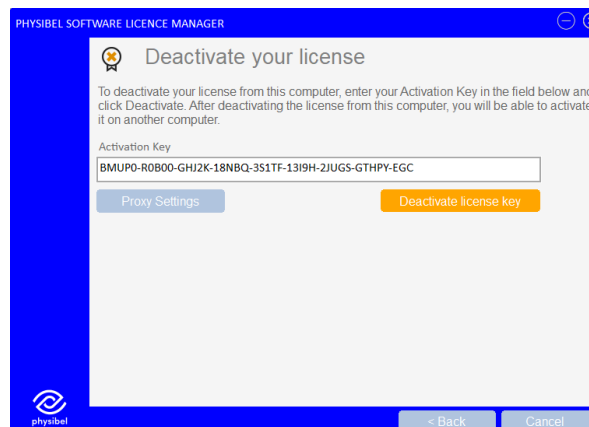 PHYSIBEL SOFTWARE LICENCE MANAGER
Deactivate your license
To deactivate your license from this computer, enter your Activation Key in the field below and
click Deactivate. After deactivating the license from this computer, you will be able to activate
it on another computer.
Activation Key
BMUP0-R0B00-GHJ2K-18NBQ-3S1TF-13I9H-2JUGS-GTHPY-EGC
Proxy Settings
Deactivate license key
physibel
< Back
Cancel